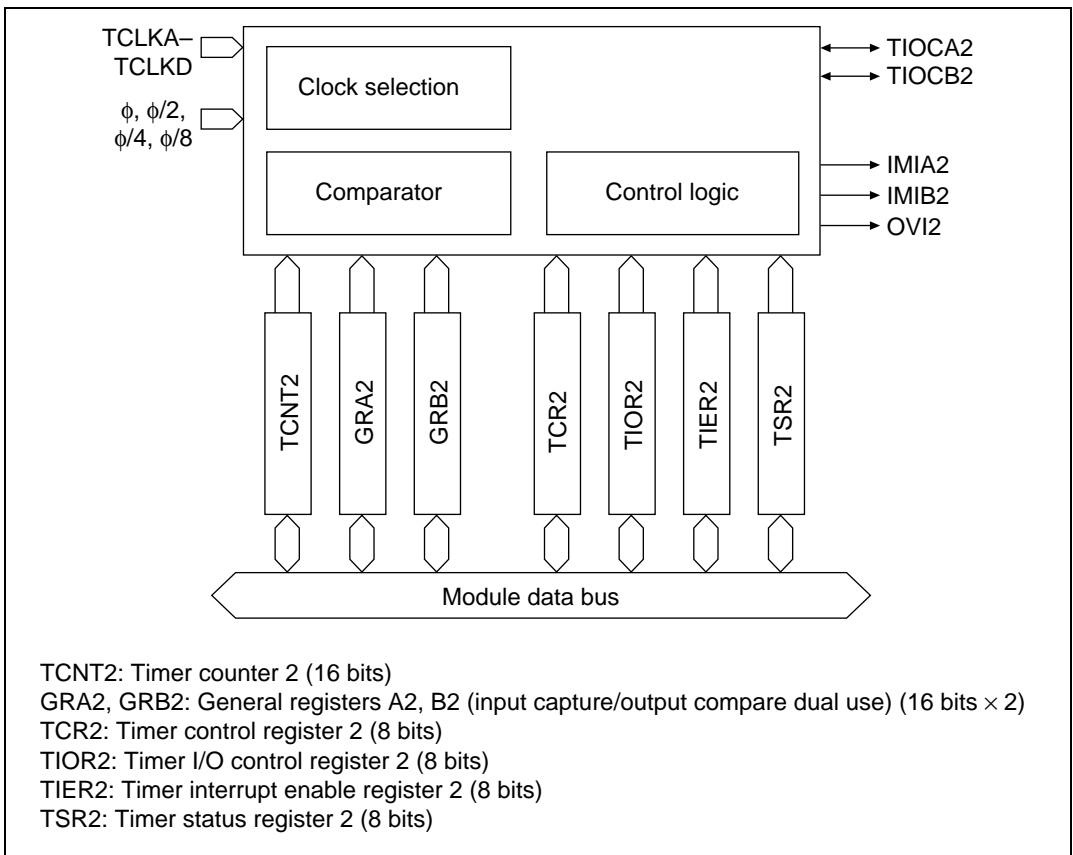 TCLKA–
TCLKD
ϕ, ϕ/2,
ϕ/4, ϕ/8
Clock selection
Comparator
Control logic
TIOCA2
TIOCB2
IMIA2
IMIB2
OVI2
TCNT2
GRA2
GRB2
TCR2
TIOR2
TIER2
TSR2
Module data bus
TCNT2: Timer counter 2 (16 bits)
GRA2, GRB2: General registers A2, B2 (input capture/output compare dual use) (16 bits × 2)
TCR2: Timer control register 2 (8 bits)
TIOR2: Timer I/O control register 2 (8 bits)
TIER2: Timer interrupt enable register 2 (8 bits)
TSR2: Timer status register 2 (8 bits)